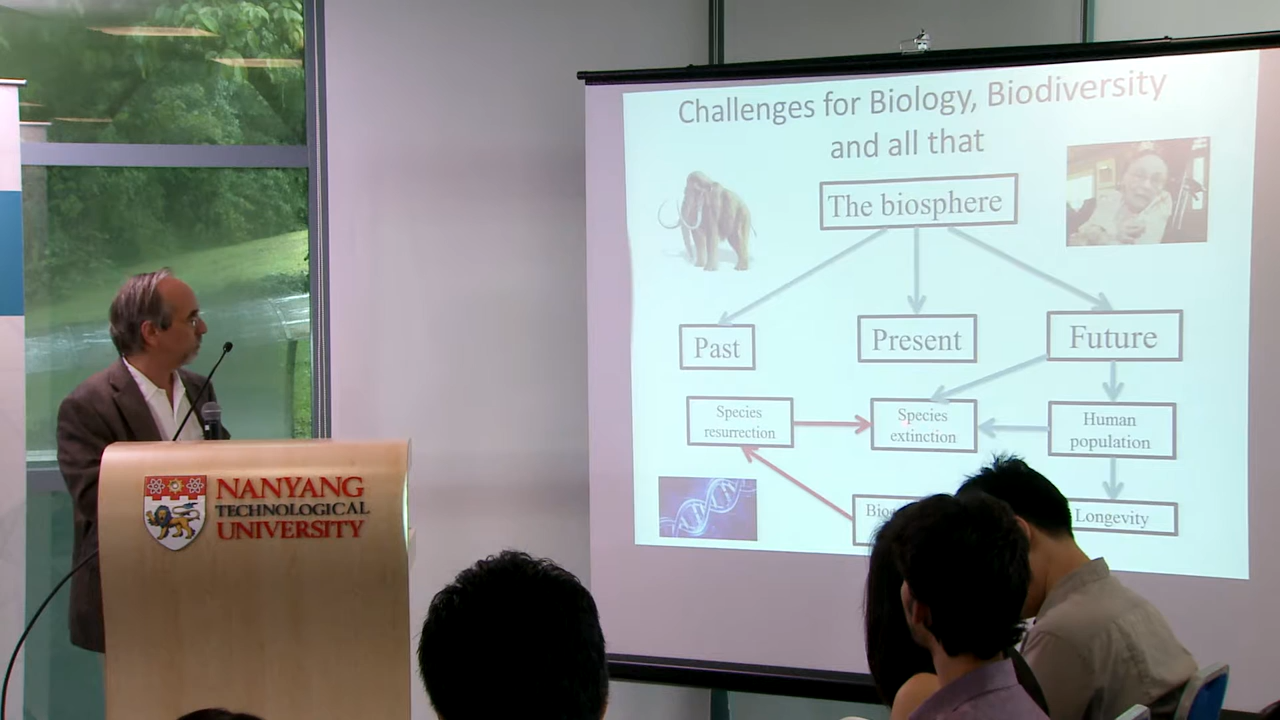 Challenges for Biology, Biodiversity
and all that
The biosphere
Past
Present
Future
Species
resurrection
Species
extinction
Human
population
Longevity
NANYANG
TECHNOLOGICAL
UNIVERSITY